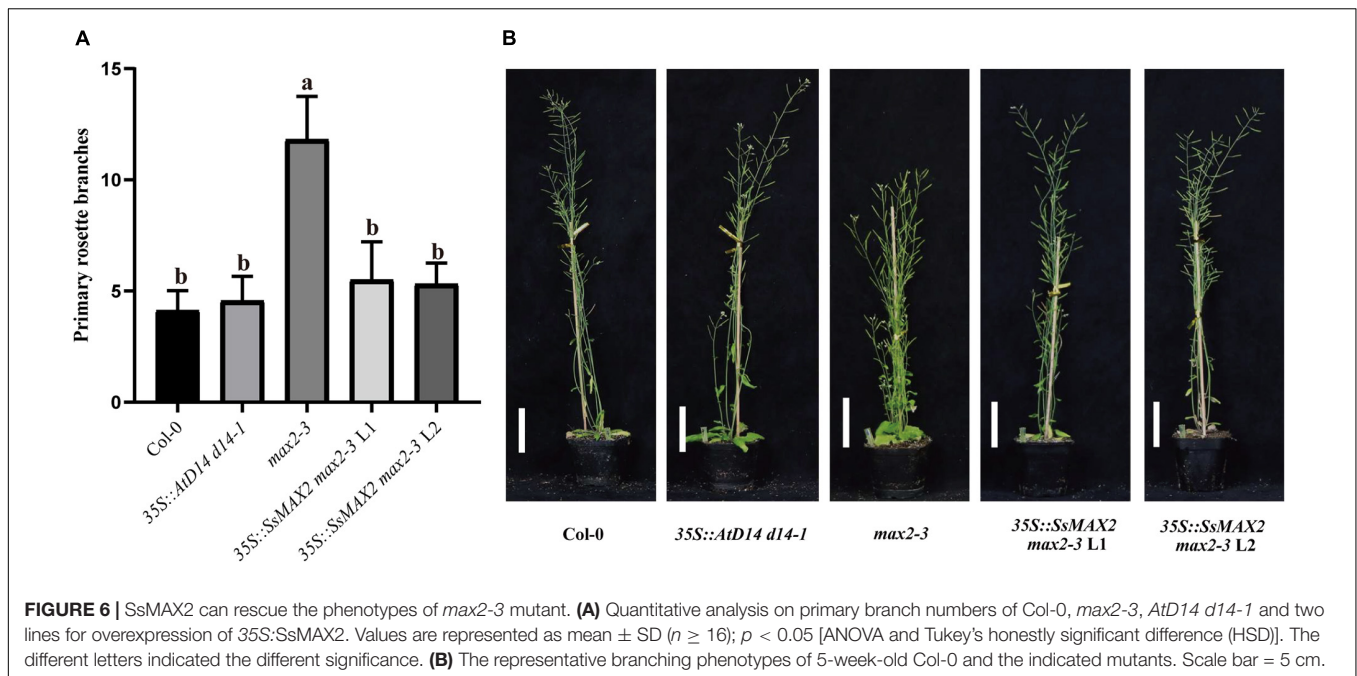 A
B
15
10
5
0
Primary rosette branches
b
b
a
b
b
Col-0
35S::AtD14 d14-1
max2-3
35S::SsMAX2 max2-3 L1
35S::SsMAX2 max2-3 L2
Col-0
35S::AtD14 d14-1
max2-3
35S::SsMAX2
max2-3 L1
35S::SsMAX2
max2-3 L2
FIGURE 6 | SsMAX2 can rescue the phenotypes of max2-3 mutant. (A) Quantitative analysis on primary branch numbers of Col-0, max2-3, AtD14 d14-1 and two
lines for overexpression of 35S:SsMAX2. Values are represented as mean ± SD (n ≥ 16); p < 0.05 [ANOVA and Tukey's honestly significant difference (HSD)]. The
different letters indicated the different significance. (B) The representative branching phenotypes of 5-week-old Col-0 and the indicated mutants. Scale bar = 5 cm.